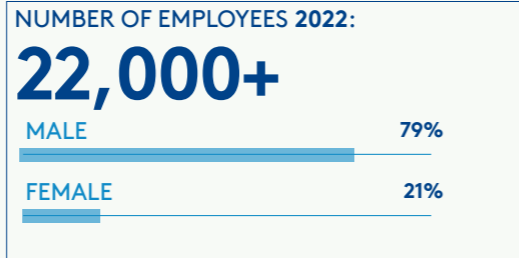 NUMBER OF EMPLOYEES 2022:
22,000+
MALE 79%
FEMALE 21%